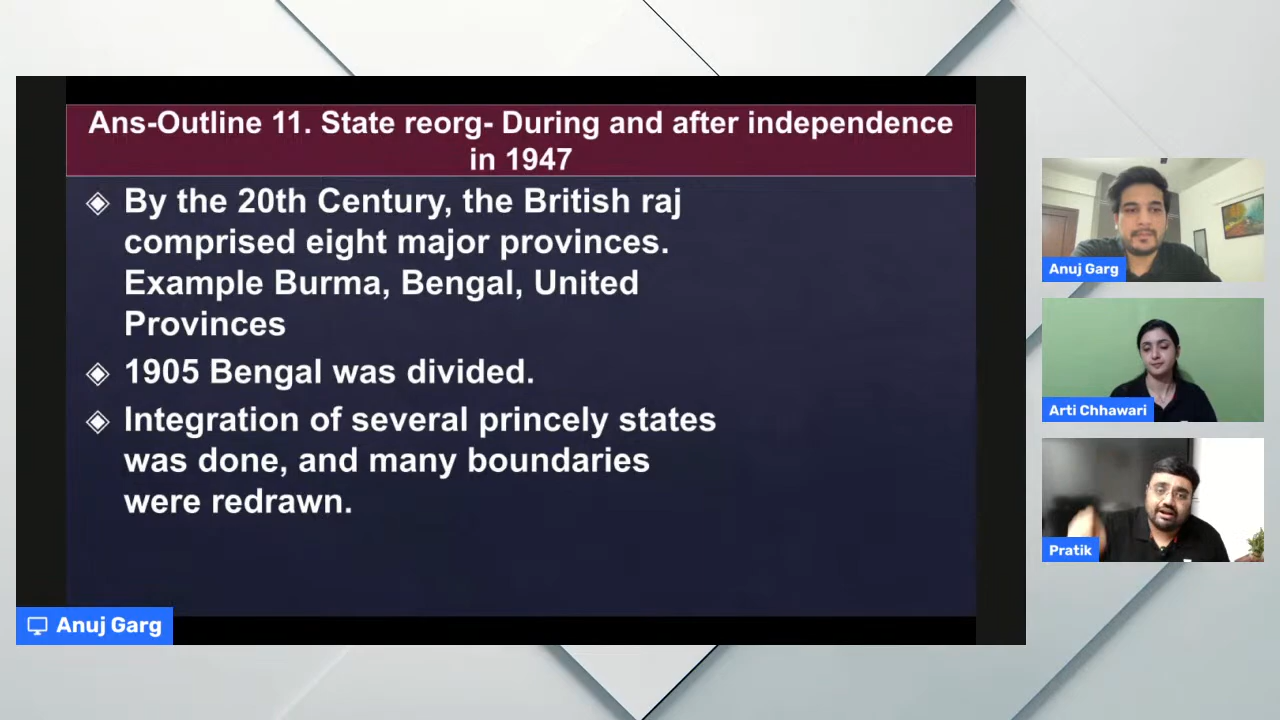 Ans-Outline 11. State reorg- During and after independence
in 1947
◈ By the 20th Century, the British raj
comprised eight major provinces.
Example Burma, Bengal, United
Provinces
◈ 1905 Bengal was divided.
◈ Integration of several princely states
was done, and many boundaries
were redrawn.
Anuj Garg
Anuj Garg
Arti Chhawari
Pratik